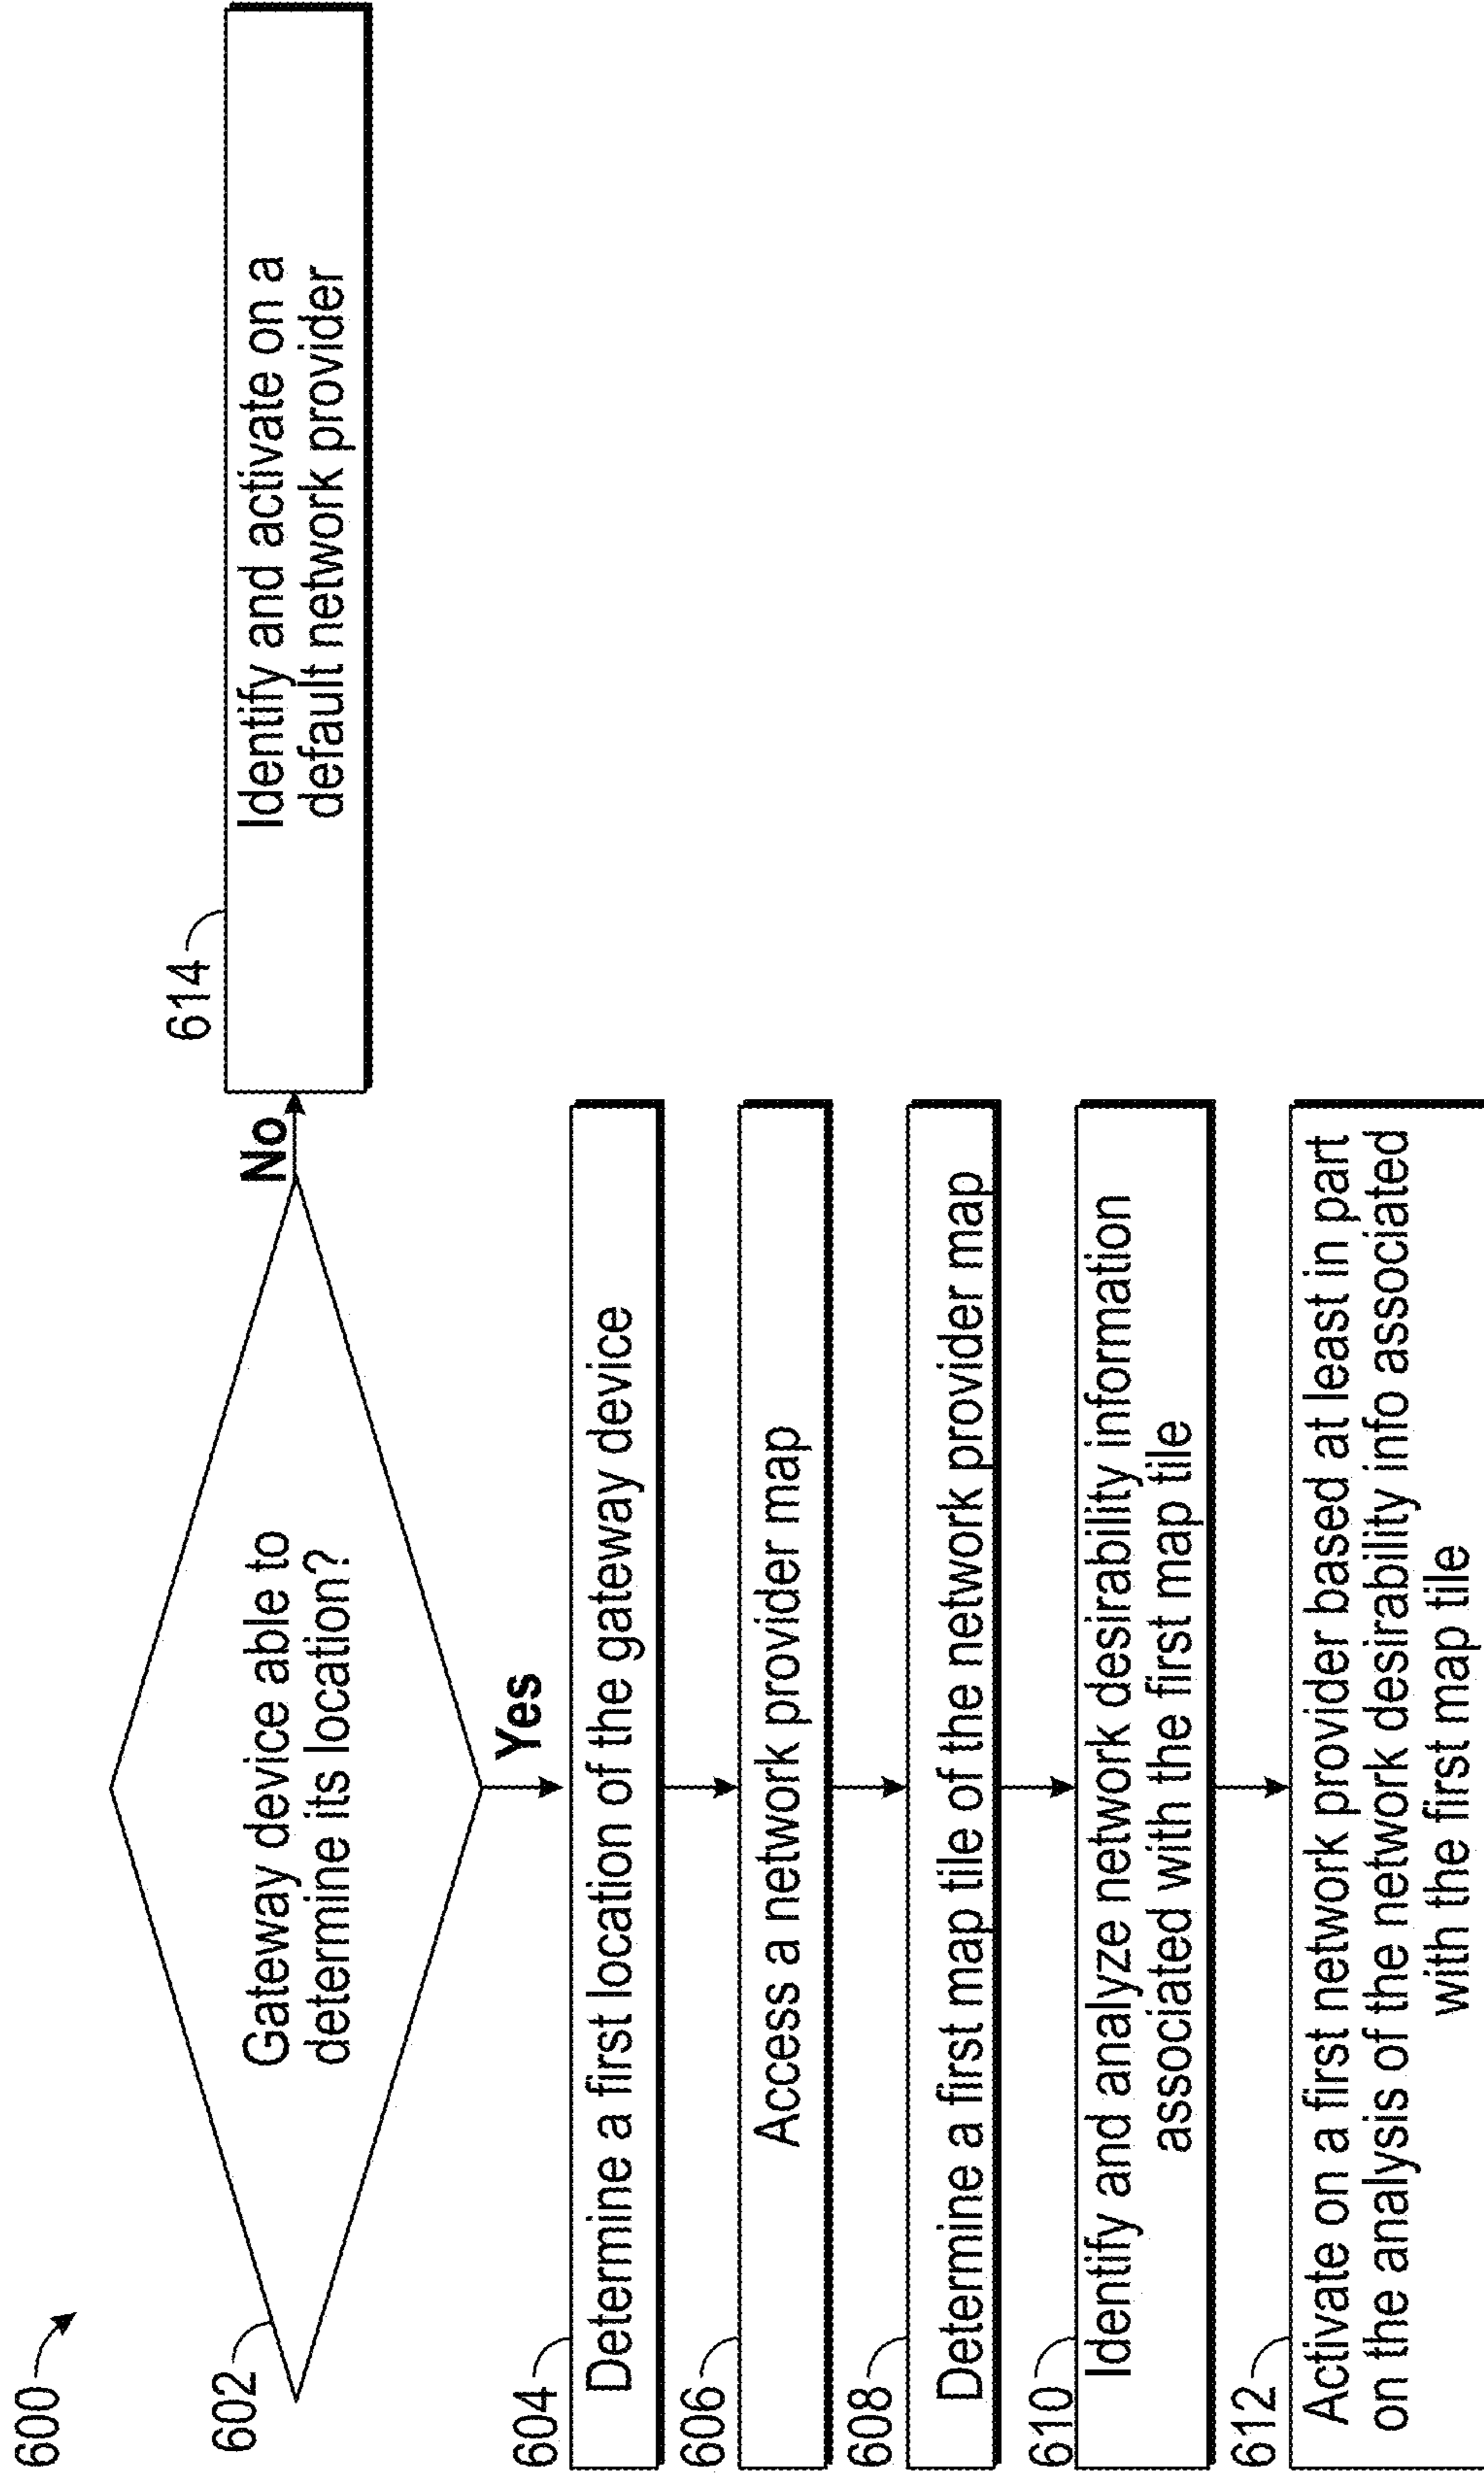 600
602
Gateway device able to
determine its location?
No
614
Identify and activate on a
default network provider
Yes
604
Determine a first location of the gateway device
606
Access a network provider map
608
Determine a first map tile of the network provider map
610
Identify and analyze network desirability information
associated with the first map tile
612
Activate on a first network provider based at least in part
on the analysis of the network desirability info associated
with the first map tile